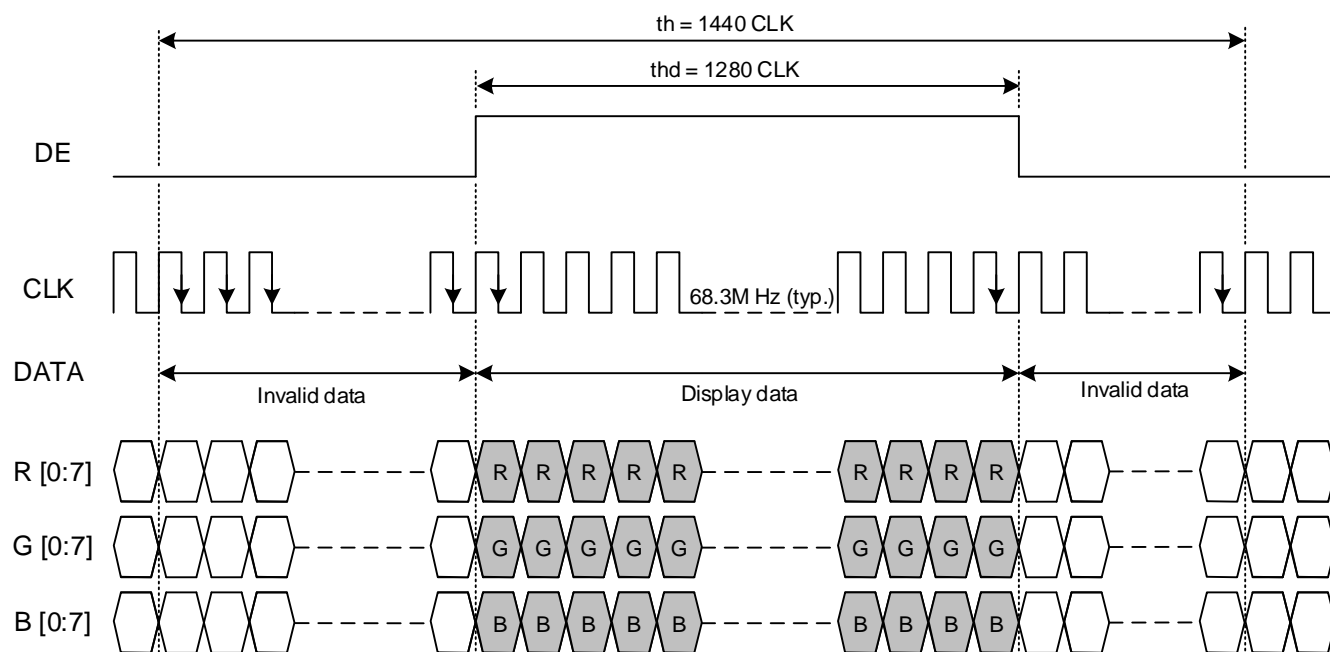 th = 1440 CLK
thd = 1280 CLK
DE
CLK
68.3M Hz (typ.)
DATA
Invalid data
Display data
Invalid data
R [0:7]
R R R R R R R R R
G [0:7]
G G G G G G G G G
B [0:7]
B B B B B B B B B